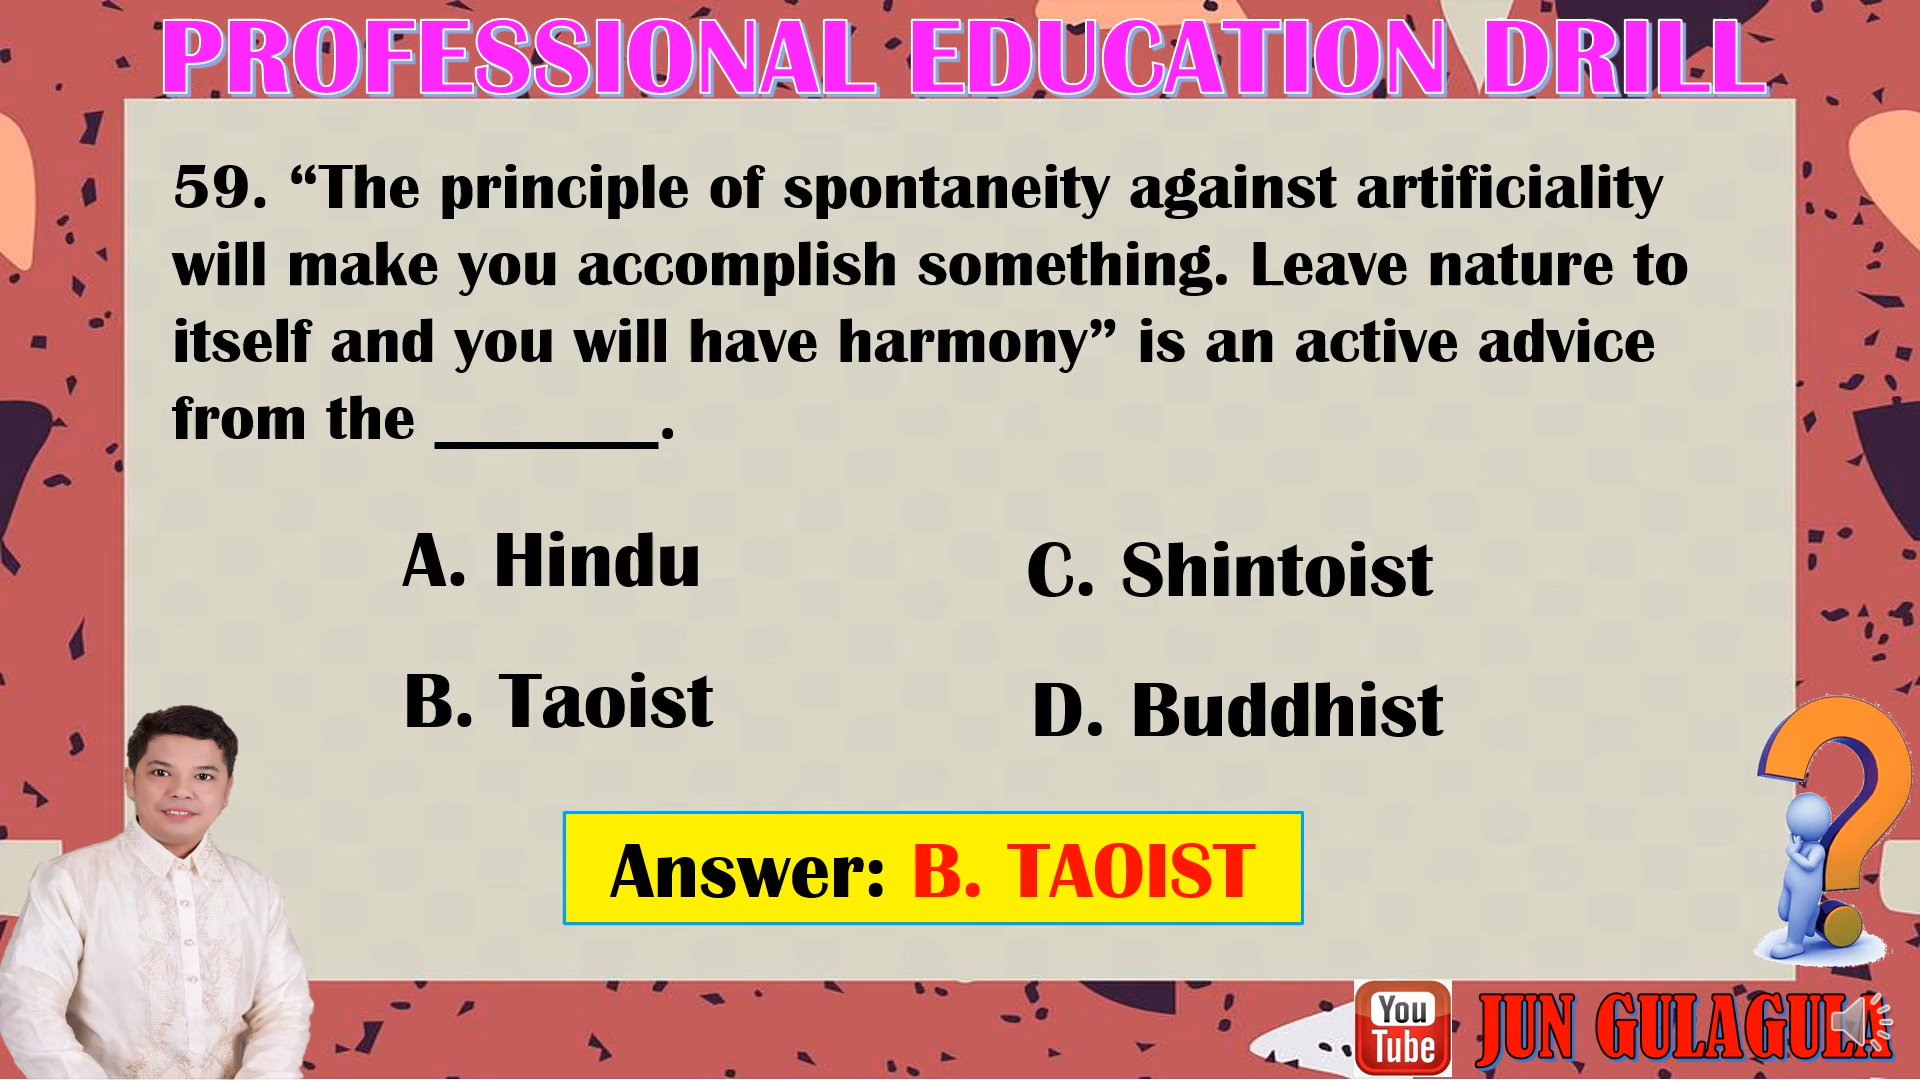 PROFESSIONAL EDUCATION DRILL
59. “The principle of spontaneity against artificiality
will make you accomplish something. Leave nature to
itself and you will have harmony” is an active advice
from the ________.
A. Hindu
B. Taoist
C. Shintoist
D. Buddhist
Answer: B. TAOIST
You
Tube
JUN GULAGULA